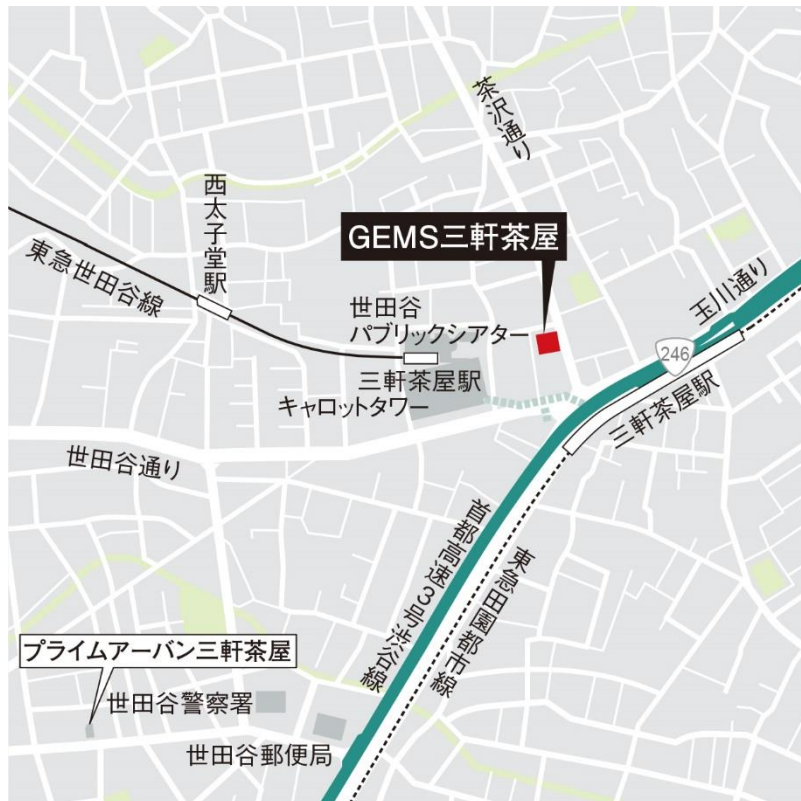 茶沢通り
西太子堂駅
GEMS三軒茶屋
東急世田谷線
世田谷
パブリックシアター
玉川通り
246
三軒茶屋駅
キャロットタワー
三軒茶屋駅
世田谷通り
首都高速3号渋谷線
東急田園都市線
プライムアーバン三軒茶屋
世田谷警察署
世田谷郵便局